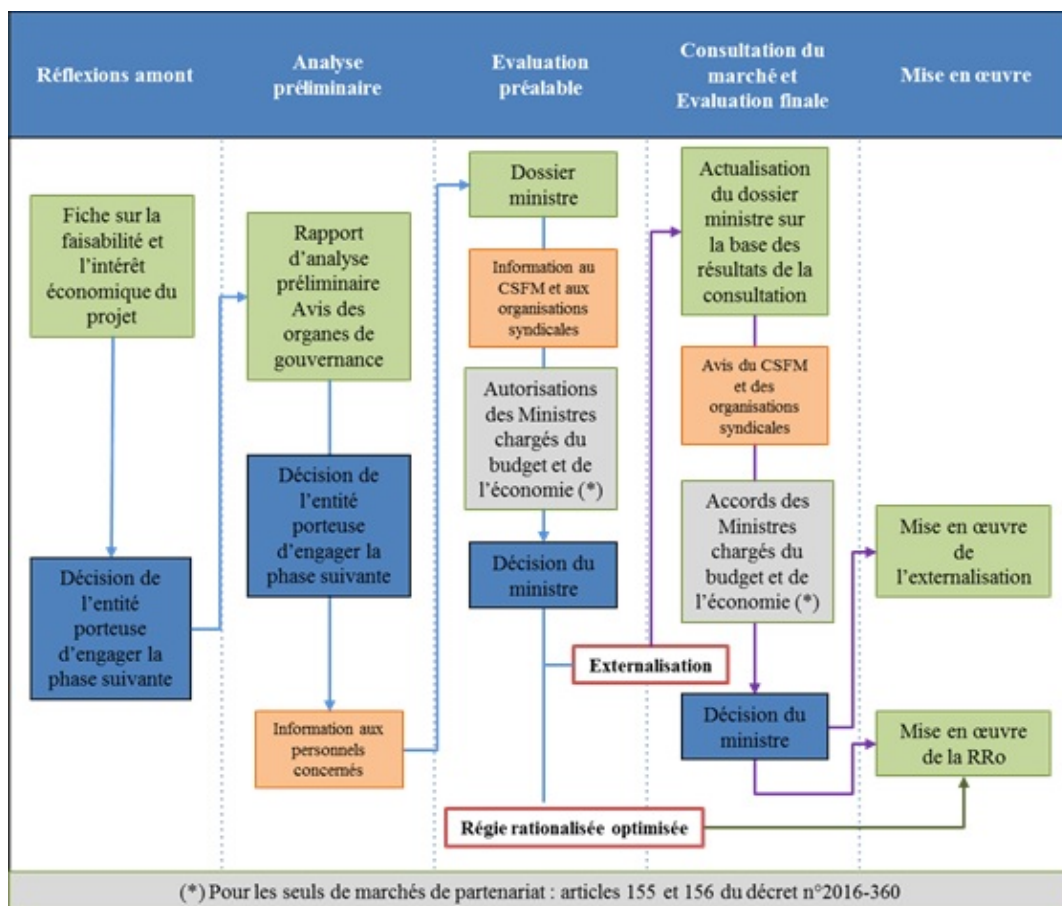 Réflexions amont
Analyse
préliminaire
Evaluation
préalable
Consultation du
marché et
Evaluation finale
Mise en œuvre
Fiche sur la
faisabilité et
l’intérêt
économique du
projet
Décision de
l’entité
porteuse
d’engager la
phase suivante
Rapport
d’analyse
préliminaire
Avis des
organes de
gouvernance
Décision de
l’entité
porteuse
d’engager la
phase suivante
Information aux
personnels
concernés
Dossier
ministre
Information au
CSFM et aux
organisations
syndicales
Autorisations
des Ministres
chargés du
budget et de
l’économie (*)
Décision du
ministre
Externalisation
Régie rationalisée optimisée
Actualisation
du dossier
ministre sur
la base des
résultats de la
consultation
Avis du CSFM
et des
organisations
syndicales
Accords des
Ministres
chargés du
budget et de
l’économie (*)
Décision du
ministre
Mise en œuvre
de
l’externalisation
Mise en œuvre
de la RRo
(*) Pour les seuls de marchés de partenariat : articles 155 et 156 du décret n°2016-360